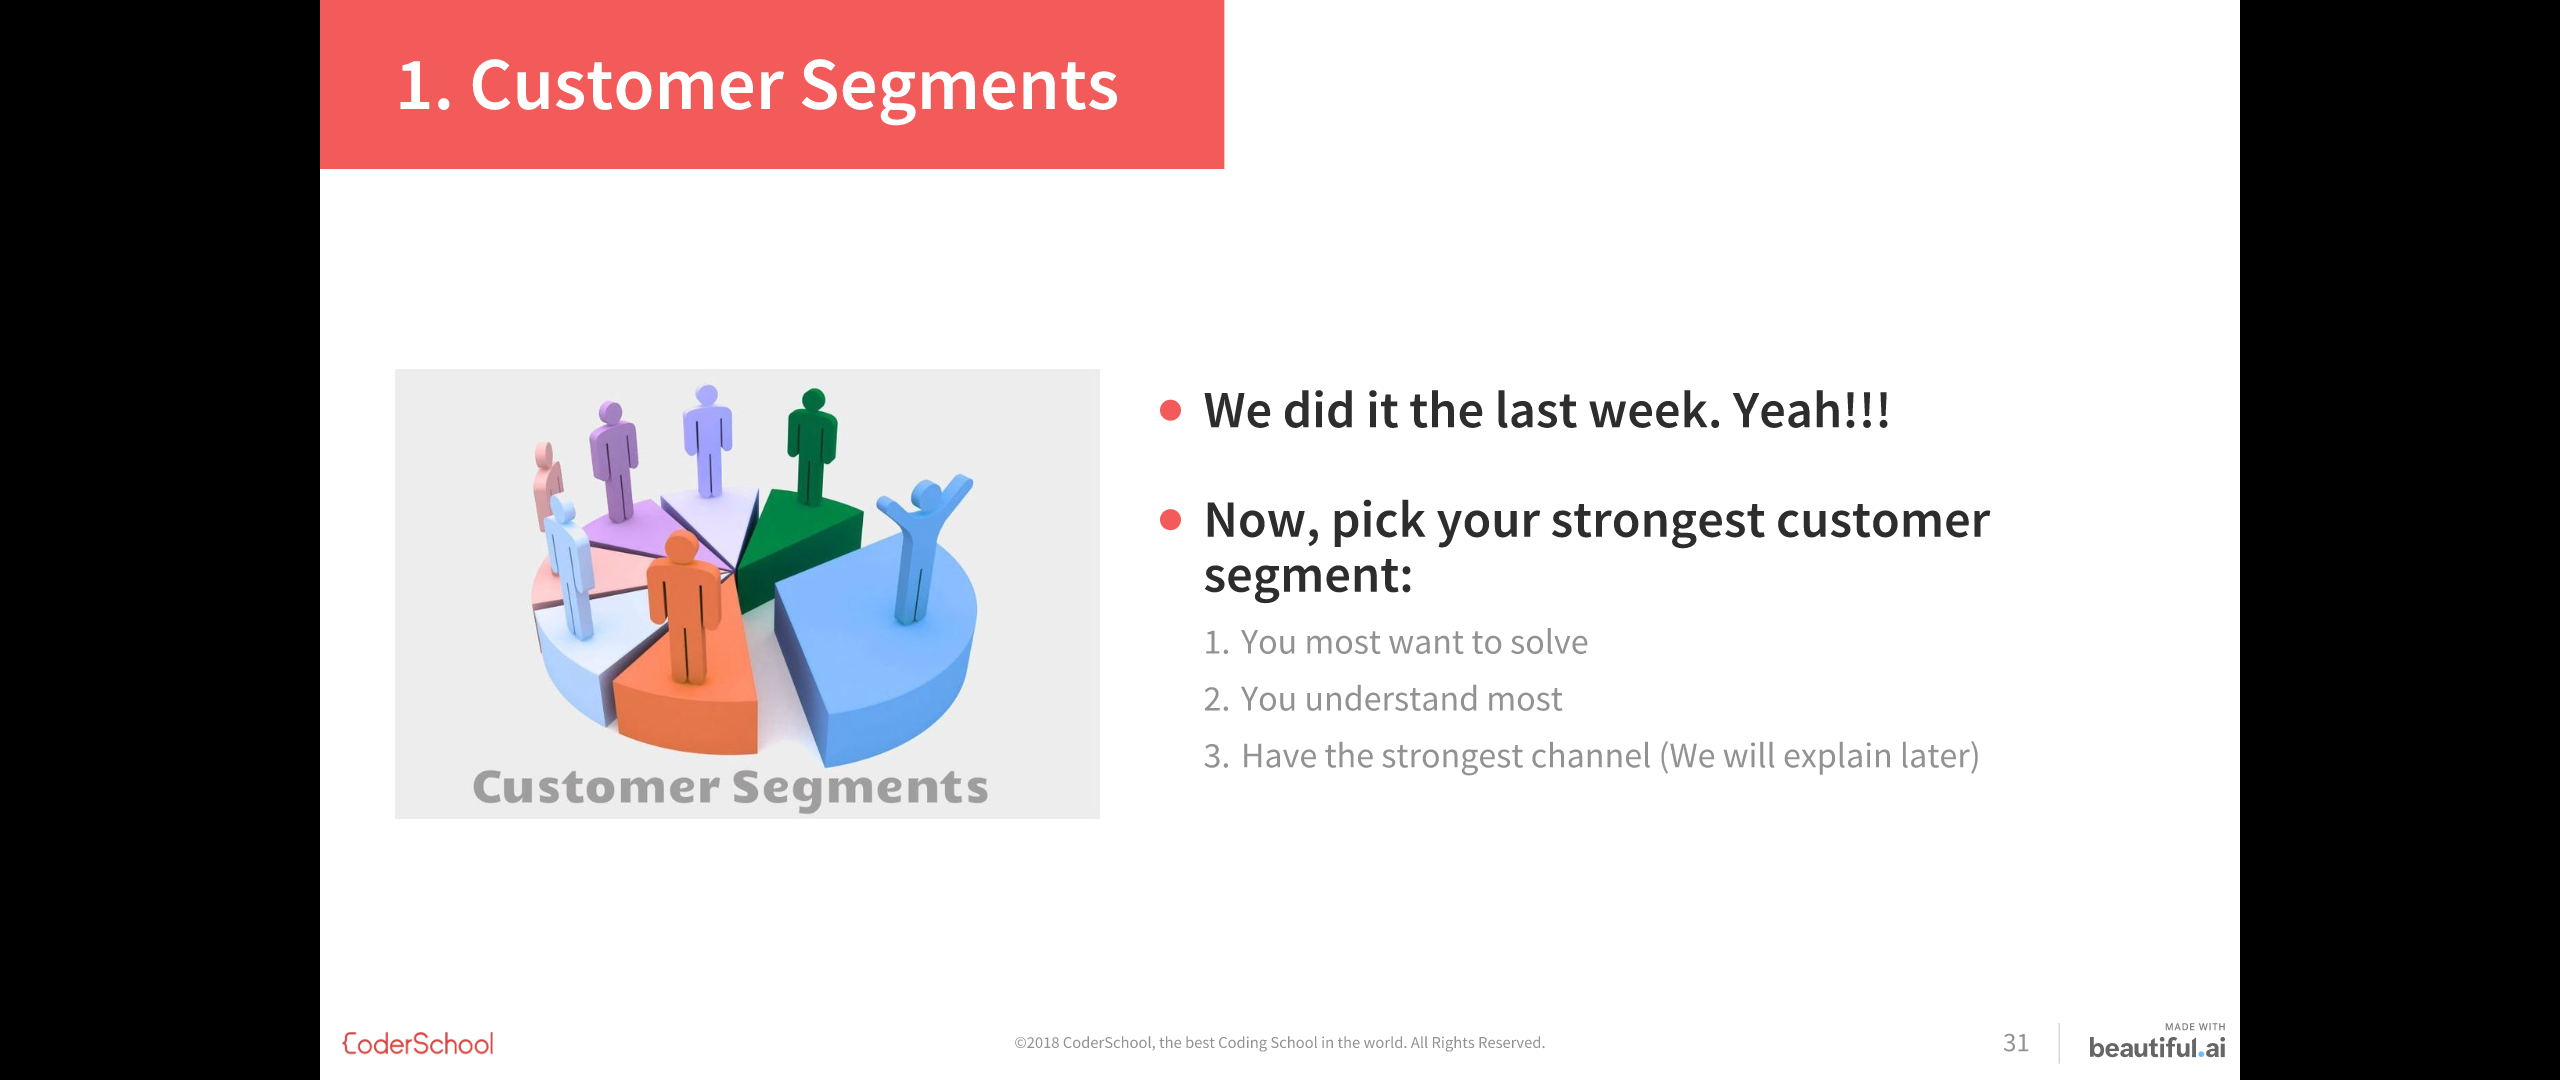 1. Customer Segments
Customer Segments
We did it the last week. Yeah!!!
Now, pick your strongest customer
segment:
1. You most want to solve
2. You understand most
3. Have the strongest channel (We will explain later)
CoderSchool
©2018 CoderSchool, the best Coding School in the world. All Rights Reserved.
31
MADE WITH
beautiful.ai